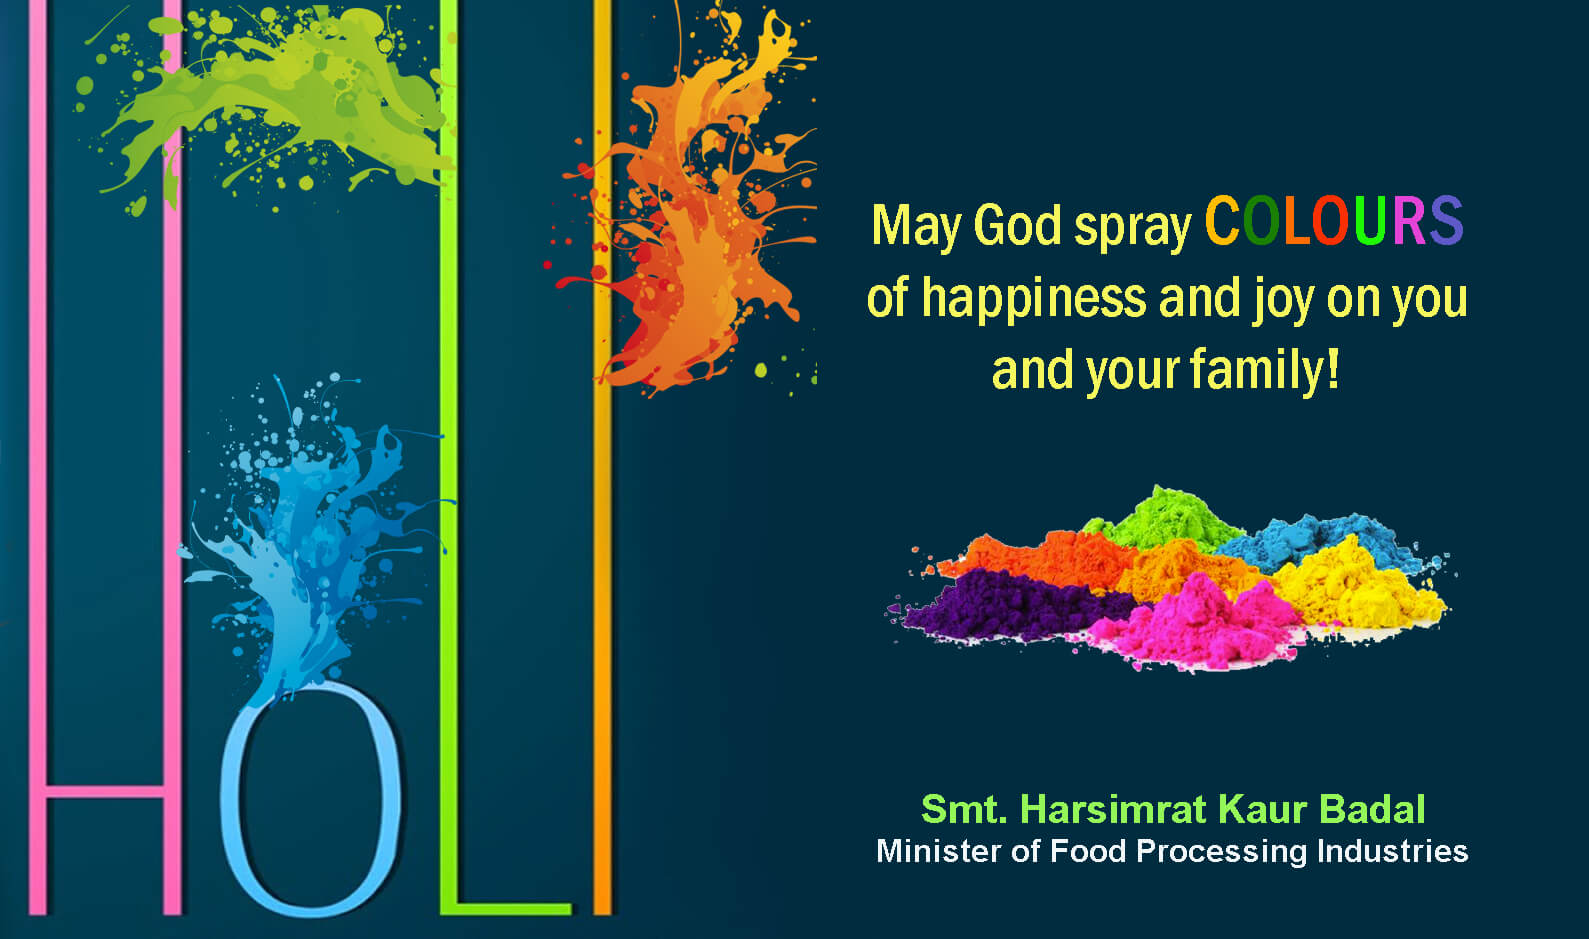 HOLI
May God spray COLOURS
of happiness and joy on you
and your family!
Smt. Harsimrat Kaur Badal
Minister of Food Processing Industries